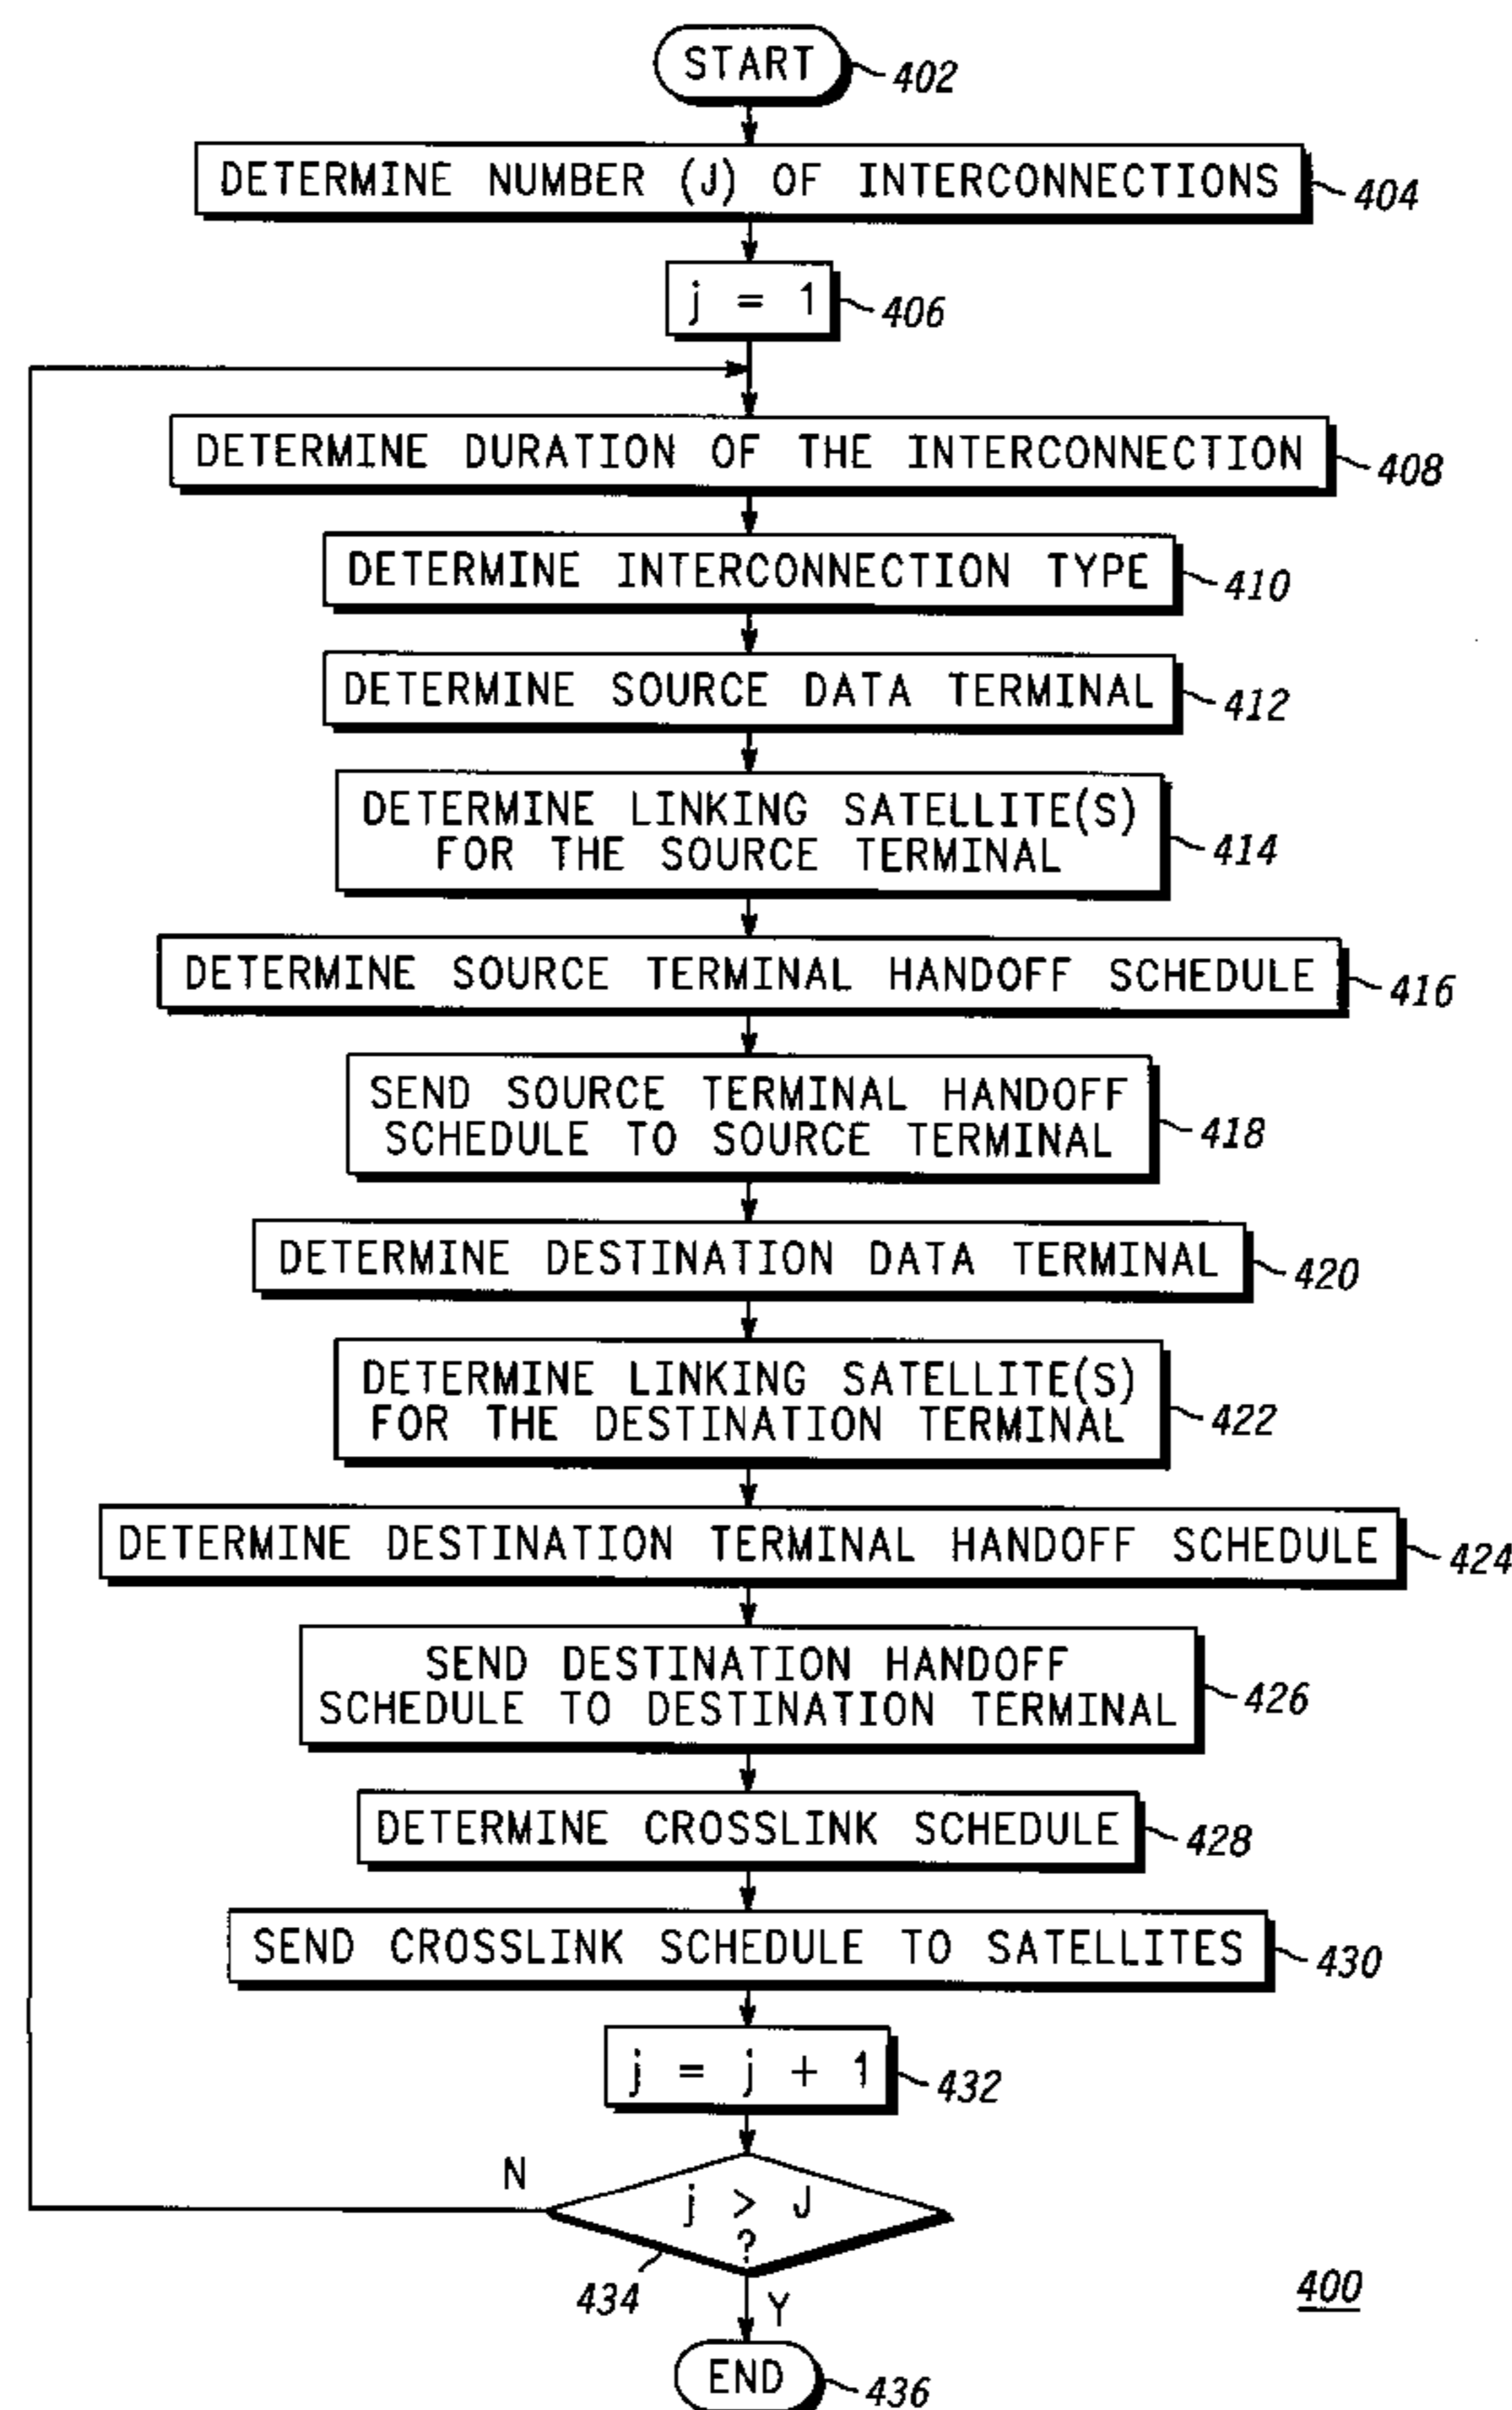 START
402
DETERMINE NUMBER (J) OF INTERCONNECTIONS
404
j = 1
406
DETERMINE DURATION OF THE INTERCONNECTION
408
DETERMINE INTERCONNECTION TYPE
410
DETERMINE SOURCE DATA TERMINAL
412
DETERMINE LINKING SATELLITE(S)
FOR THE SOURCE TERMINAL
414
DETERMINE SOURCE TERMINAL HANDOFF SCHEDULE
416
SEND SOURCE TERMINAL HANDOFF
SCHEDULE TO SOURCE TERMINAL
418
DETERMINE DESTINATION DATA TERMINAL
420
DETERMINE LINKING SATELLITE(S)
FOR THE DESTINATION TERMINAL
422
DETERMINE DESTINATION TERMINAL HANDOFF SCHEDULE
424
SEND DESTINATION HANDOFF
SCHEDULE TO DESTINATION TERMINAL
426
DETERMINE CROSSLINK SCHEDULE
428
SEND CROSSLINK SCHEDULE TO SATELLITES
430
j = j + 1
432
N
j > J
?
434
Y
400
END
436